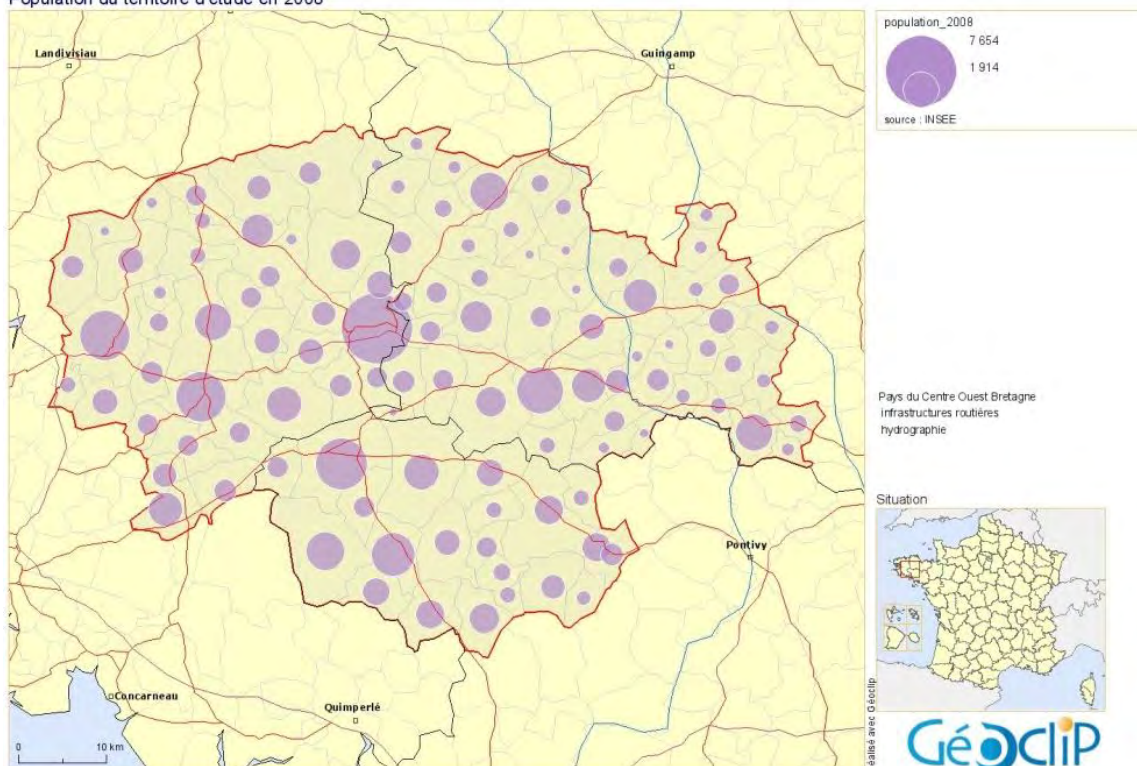 Population du territoire d'étude en 2008
Landivisiau
Guingamp
Pontivy
Concarneau
Quimperlé
0 10 km
population_2008
7 654
1 914
source : INSEE
Pays du Centre Ouest Bretagne
infrastructures routières
hydrographie
Situation
éalisé avec Géoclip
GéOcliP